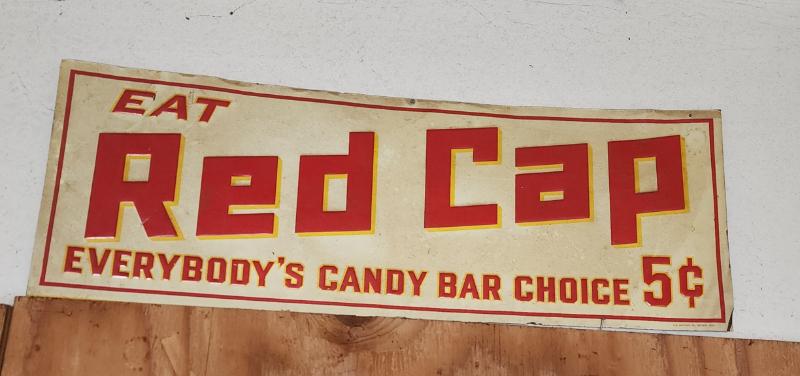 EAT
Red Cap
EVERYBODY'S CANDY BAR CHOICE 5¢